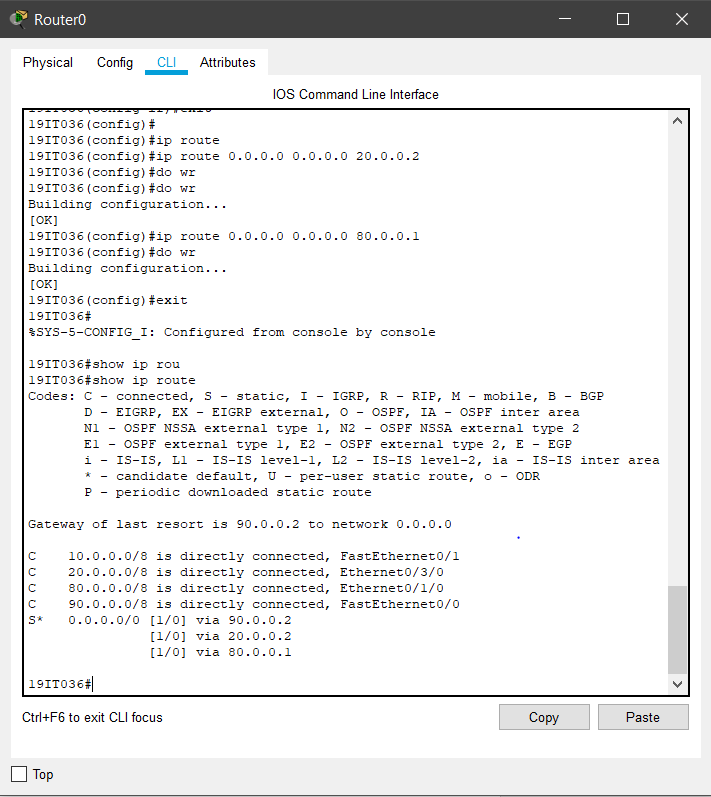 Router0
Physical Config CLI Attributes
IOS Command Line Interface
19IT036(config)#
19IT036(config)#ip route
19IT036(config)#ip route 0.0.0.0 0.0.0.0 20.0.0.2
19IT036(config)#do wr
19IT036(config)#do wr
Building configuration...
[OK]
19IT036(config)#ip route 0.0.0.0 0.0.0.0 80.0.0.1
19IT036(config)#do wr
Building configuration...
[OK]
19IT036(config)#exit
19IT036#
%SYS-5-CONFIG_I: Configured from console by console
19IT036#show ip rou
19IT036#show ip route
Codes: C - connected, S - static, I - IGRP, R - RIP, M - mobile, B - BGP
D - EIGRP, EX - EIGRP external, O - OSPF, IA - OSPF inter area
N1 - OSPF NSSA external type 1, N2 - OSPF NSSA external type 2
E1 - OSPF external type 1, E2 - OSPF external type 2, E - EGP
i - IS-IS, L1 - IS-IS level-1, L2 - IS-IS level-2, ia - IS-IS inter area
* - candidate default, U - per-user static route, o - ODR
P - periodic downloaded static route
Gateway of last resort is 90.0.0.2 to network 0.0.0.0
C 10.0.0.0/8 is directly connected, FastEthernet0/1
C 20.0.0.0/8 is directly connected, Ethernet0/3/0
C 80.0.0.0/8 is directly connected, Ethernet0/1/0
C 90.0.0.0/8 is directly connected, FastEthernet0/0
S* 0.0.0.0/0 [1/0] via 90.0.0.2
[1/0] via 20.0.0.2
[1/0] via 80.0.0.1
19IT036#
Ctrl+F6 to exit CLI focus
Copy Paste
Top